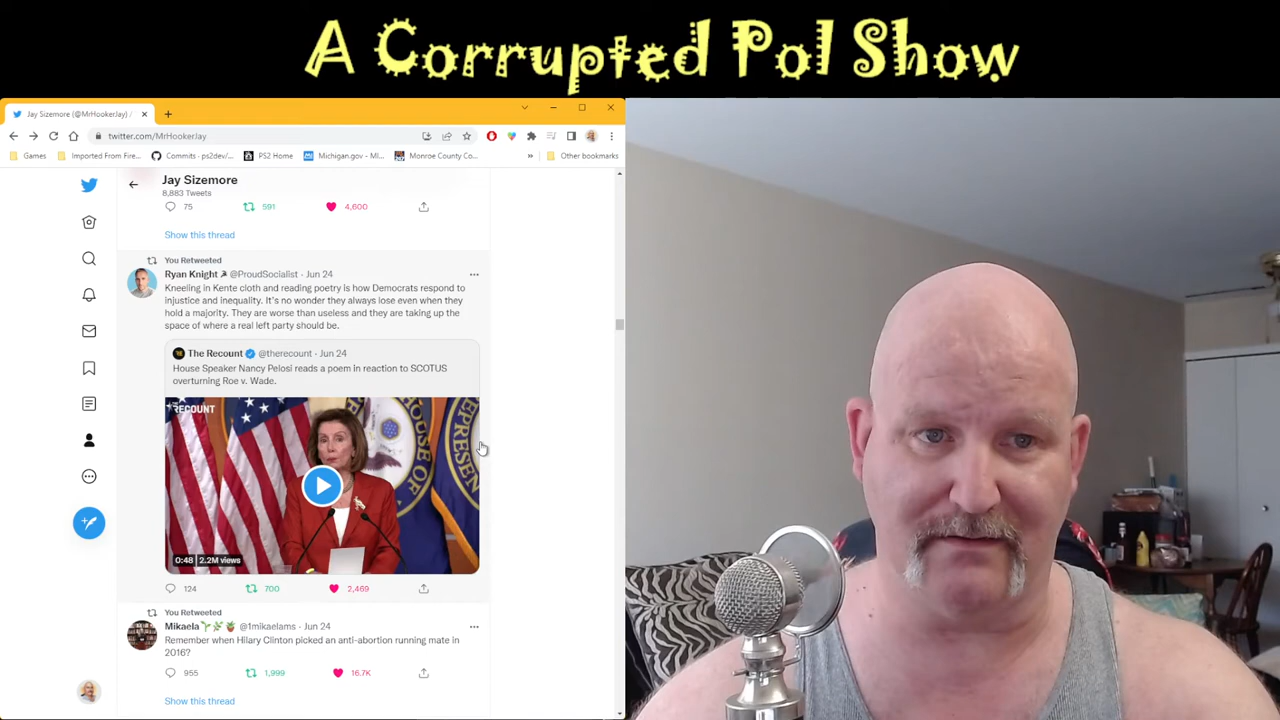 A Corrupted Pol Show
Jay Sizemore (@MrHookerJay) /
twitter.com/MrHookerJay
Games
Imported From Fire...
Commits · ps2dev/...
PS2 Home
Michigan.gov - MI...
Monroe County Co...
»
Other bookmarks
Jay Sizemore
8,883 Tweets
75 591 4,600
Show this thread
You Retweeted
Ryan Knight @ProudSocialist · Jun 24
Kneeling in Kente cloth and reading poetry is how Democrats respond to
injustice and inequality. It's no wonder they always lose even when they
hold a majority. They are worse than useless and they are taking up the
space of where a real left party should be.
The Recount @therecount · Jun 24
House Speaker Nancy Pelosi reads a poem in reaction to SCOTUS
overturning Roe v. Wade.
RECOUNT
HOUSE OF
REPRESEN
0:48 2.2M views
124 700 2,469
You Retweeted
Mikaela @1mikaelams · Jun 24
Remember when Hilary Clinton picked an anti-abortion running mate in
2016?
955 1,999 16.7K
Show this thread